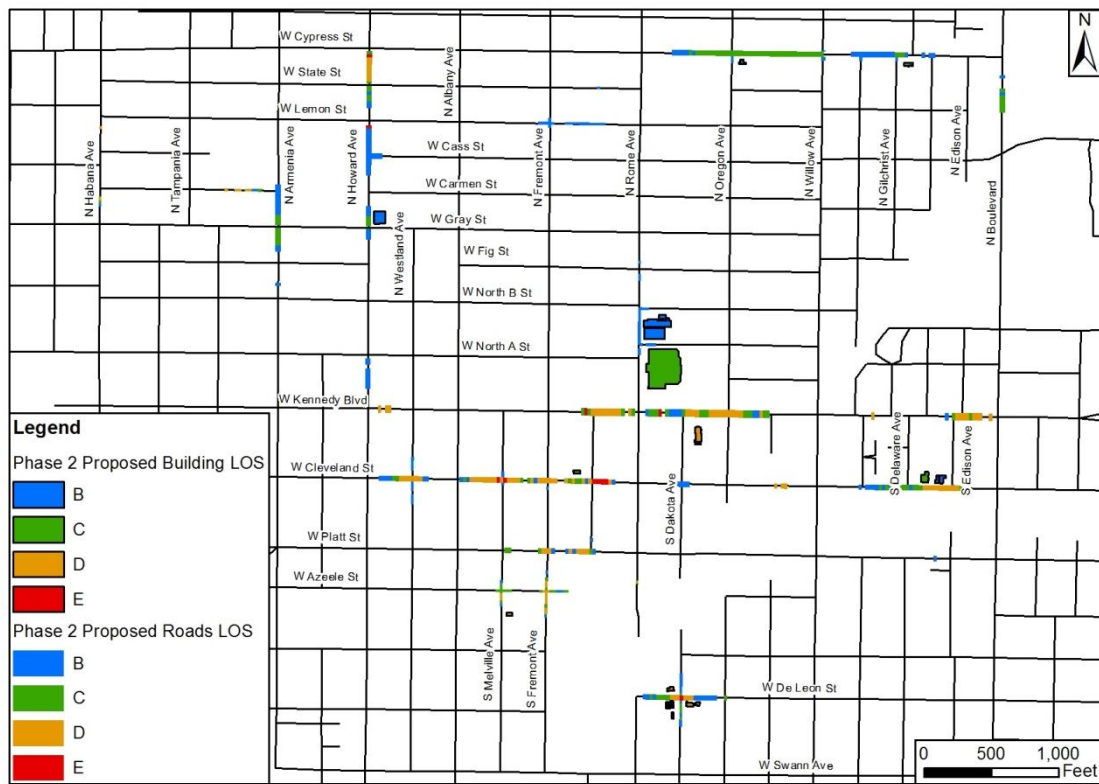 N
W Cypress St
W State St
W Lemon St
W Cass St
W Carmen St
W Gray St
W Fig St
W North B St
W North A St
W Kennedy Blvd
W Cleveland St
W Platt St
W Azeele St
W De Leon St
W Swann Ave
N Habana Ave
N Tampania Ave
N Armenia Ave
N Howard Ave
N Westland Ave
N Albany Ave
N Fremont Ave
N Rome Ave
N Oregon Ave
N Willow Ave
N Gilchrist Ave
N Edison Ave
N Boulevard
S Delaware Ave
S Edison Ave
S Dakota Ave
S Melville Ave
S Fremont Ave
Legend
Phase 2 Proposed Building LOS
B
C
D
E
Phase 2 Proposed Roads LOS
B
C
D
E
0 500 1,000
Feet